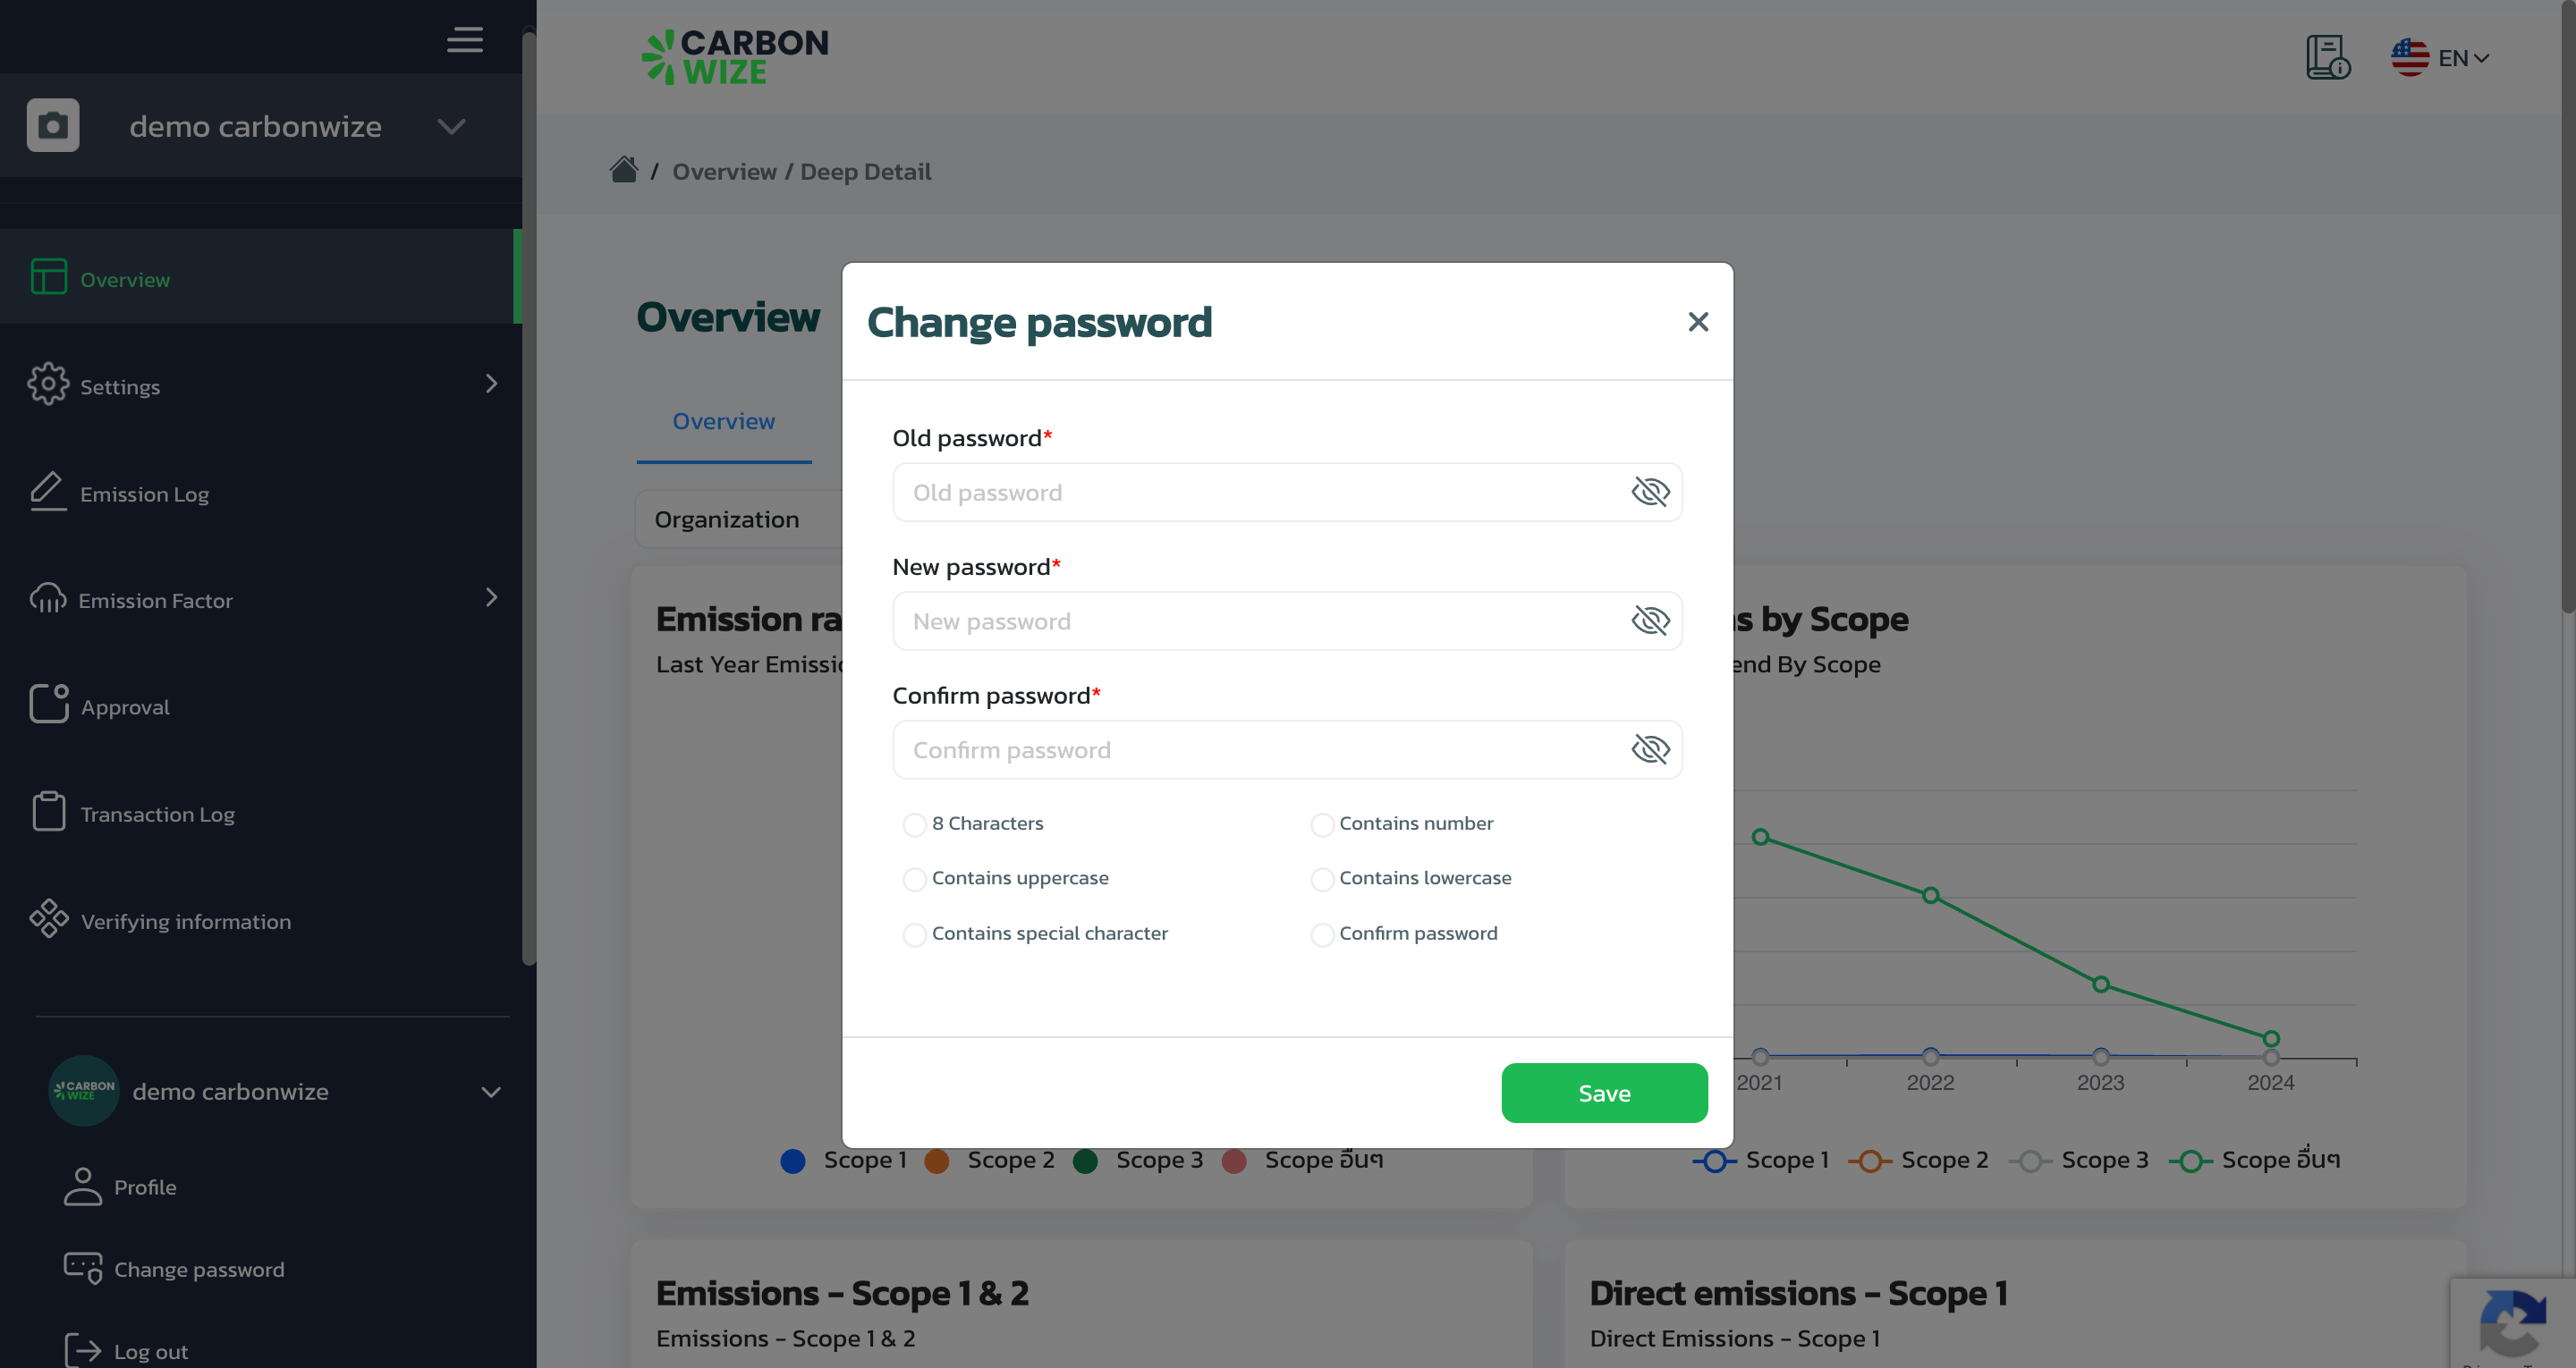 CARBON
WIZE
EN
demo carbonwize
/ Overview / Deep Detail
Overview
Settings
Emission Log
Emission Factor
Approval
Transaction Log
Verifying information
CARBON
WIZE
demo carbonwize
Profile
Change password
Log out
Overview
Overview
Organization
Change password
Old password*
Old password
New password*
New password
Confirm password*
Confirm password
8 Characters
Contains number
Contains uppercase
Contains lowercase
Contains special character
Confirm password
Save
Emission
Last Year
by Scope
By Scope
2021 2022 2023 2024
Scope 1 Scope 2 Scope 3 Scope อื่นๆ
Scope 1 Scope 2 Scope 3 Scope อื่นๆ
Emissions - Scope 1 & 2
Emissions - Scope 1 & 2
Direct emissions - Scope 1
Direct Emissions - Scope 1